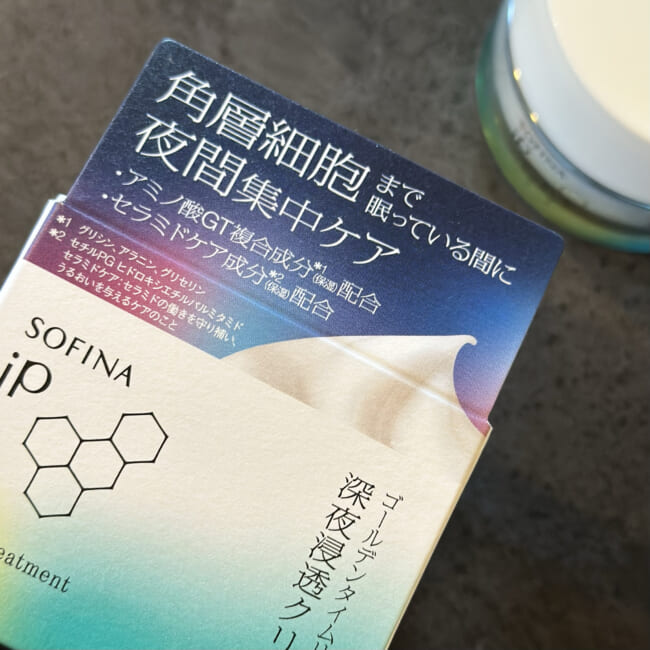 角層細胞まで
眠っている間に
夜間集中ケア
・アミノ酸GT複合成分*1(保湿)配合
・セラミドケア成分*2(保湿)配合
*1 グリシン、アラニン、グリセリン
*2 セチルPG ヒドロキシエチルパルミタミド
セラミドケア:セラミドの働きを守り補い、
うるおいを与えるケアのこと
SOFINA
iP
ゴールデンタイムリ
深夜浸透クリ
eatment
SOFINA
iP